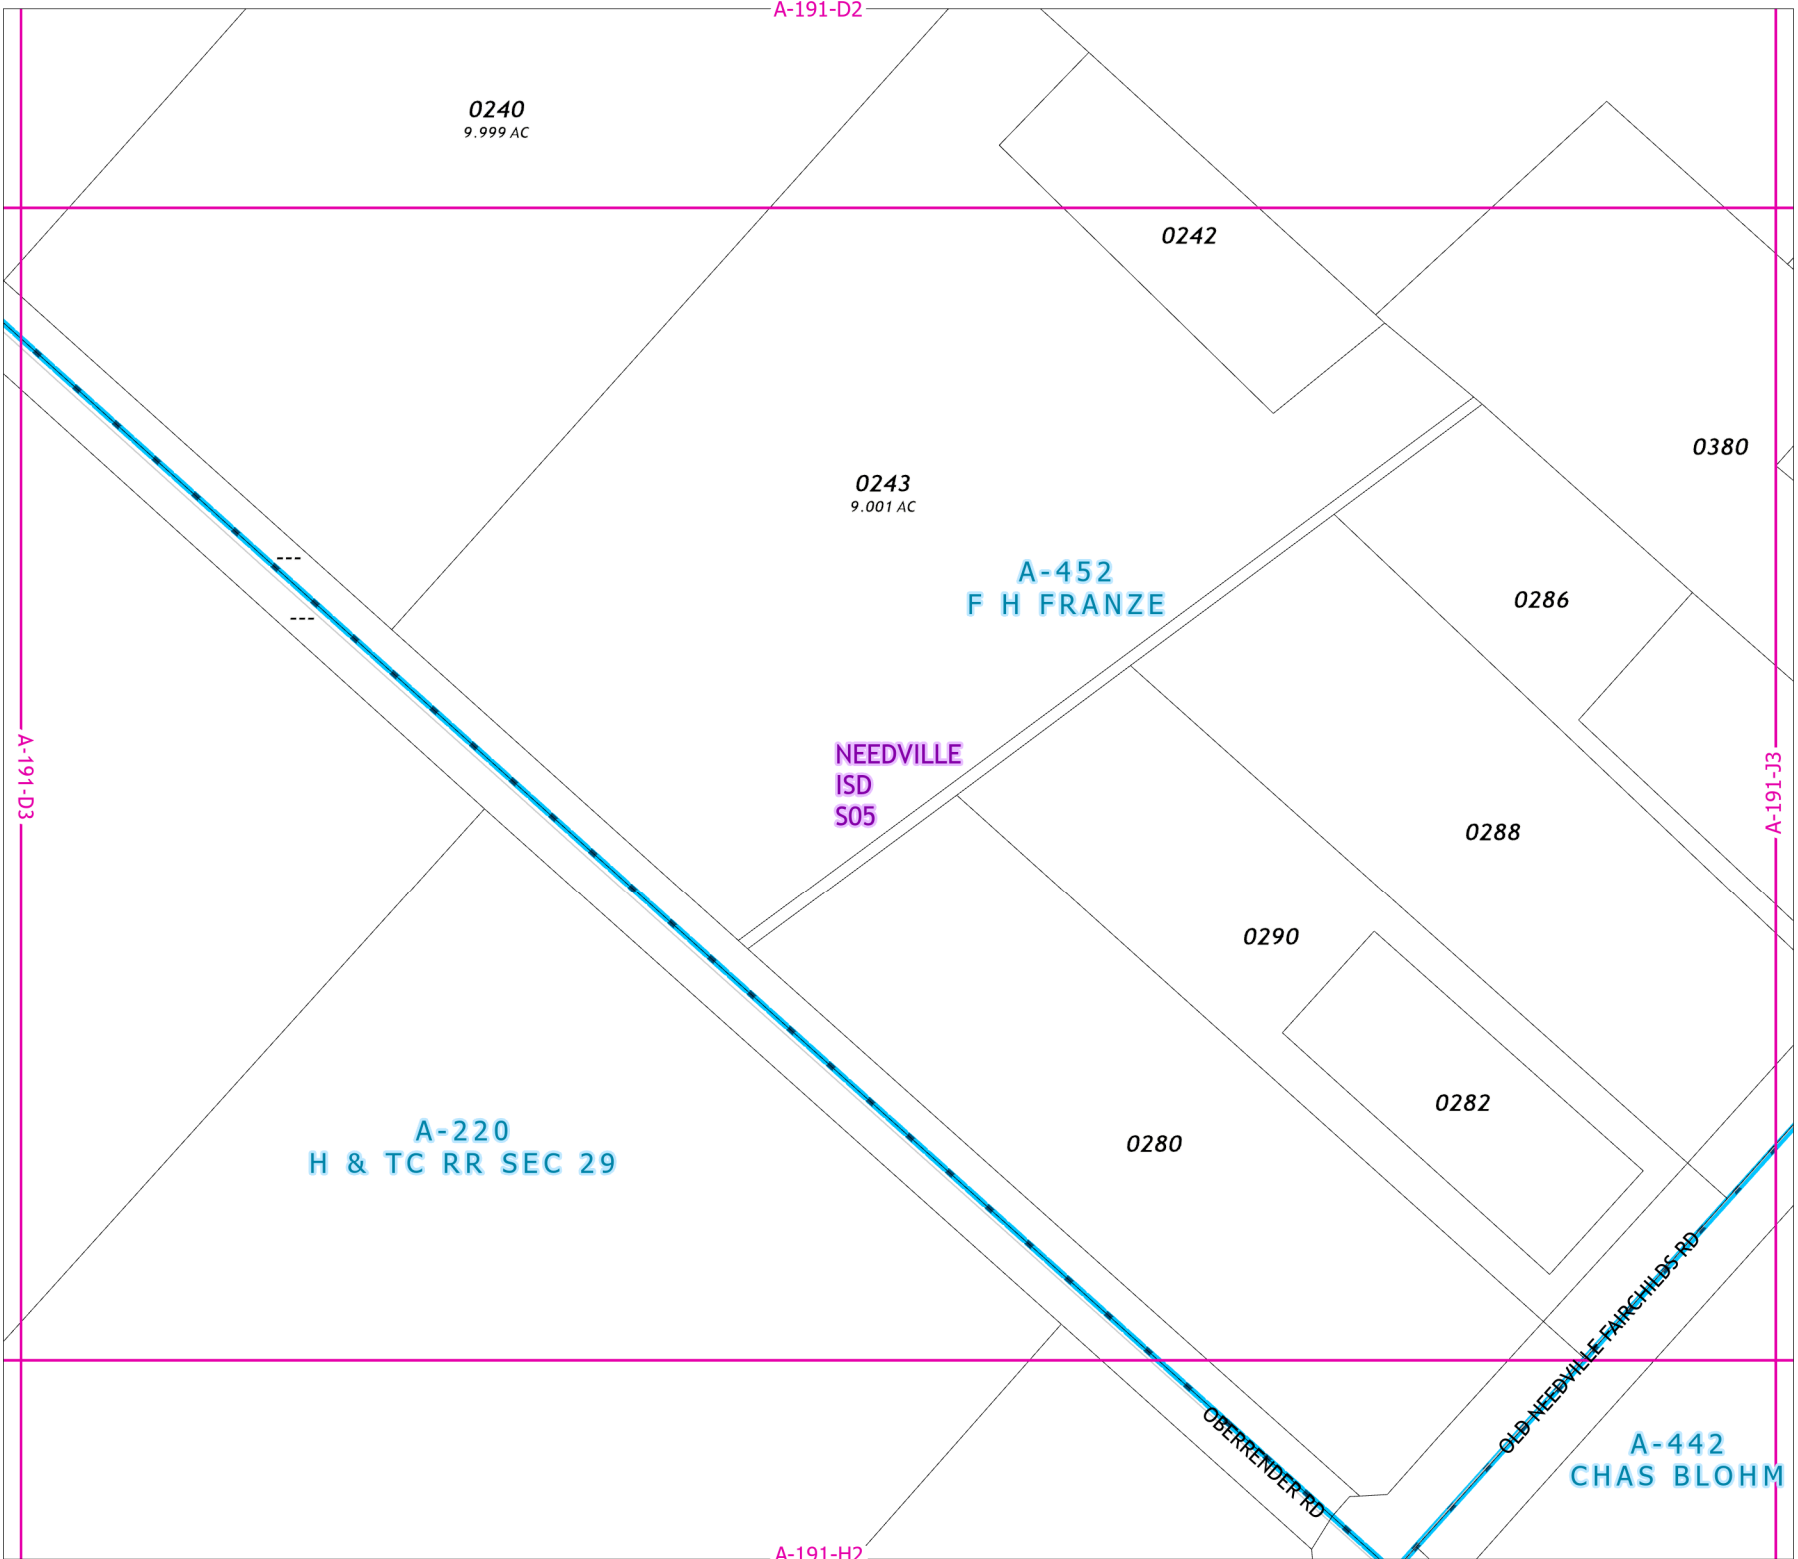 A-191-D2
0240
9.999 AC
0242
0380
0243
9.001 AC
A-452
F H FRANZE
0286
---
---
NEEDVILLE
ISD
S05
A-191-D3
A-191-J3
0288
0290
0282
0280
A-220
H & TC RR SEC 29
OLD NEEDVILLE FAIRCHILDS RD
OBERRENDER RD
A-442
CHAS BLOHM
A-191-H2